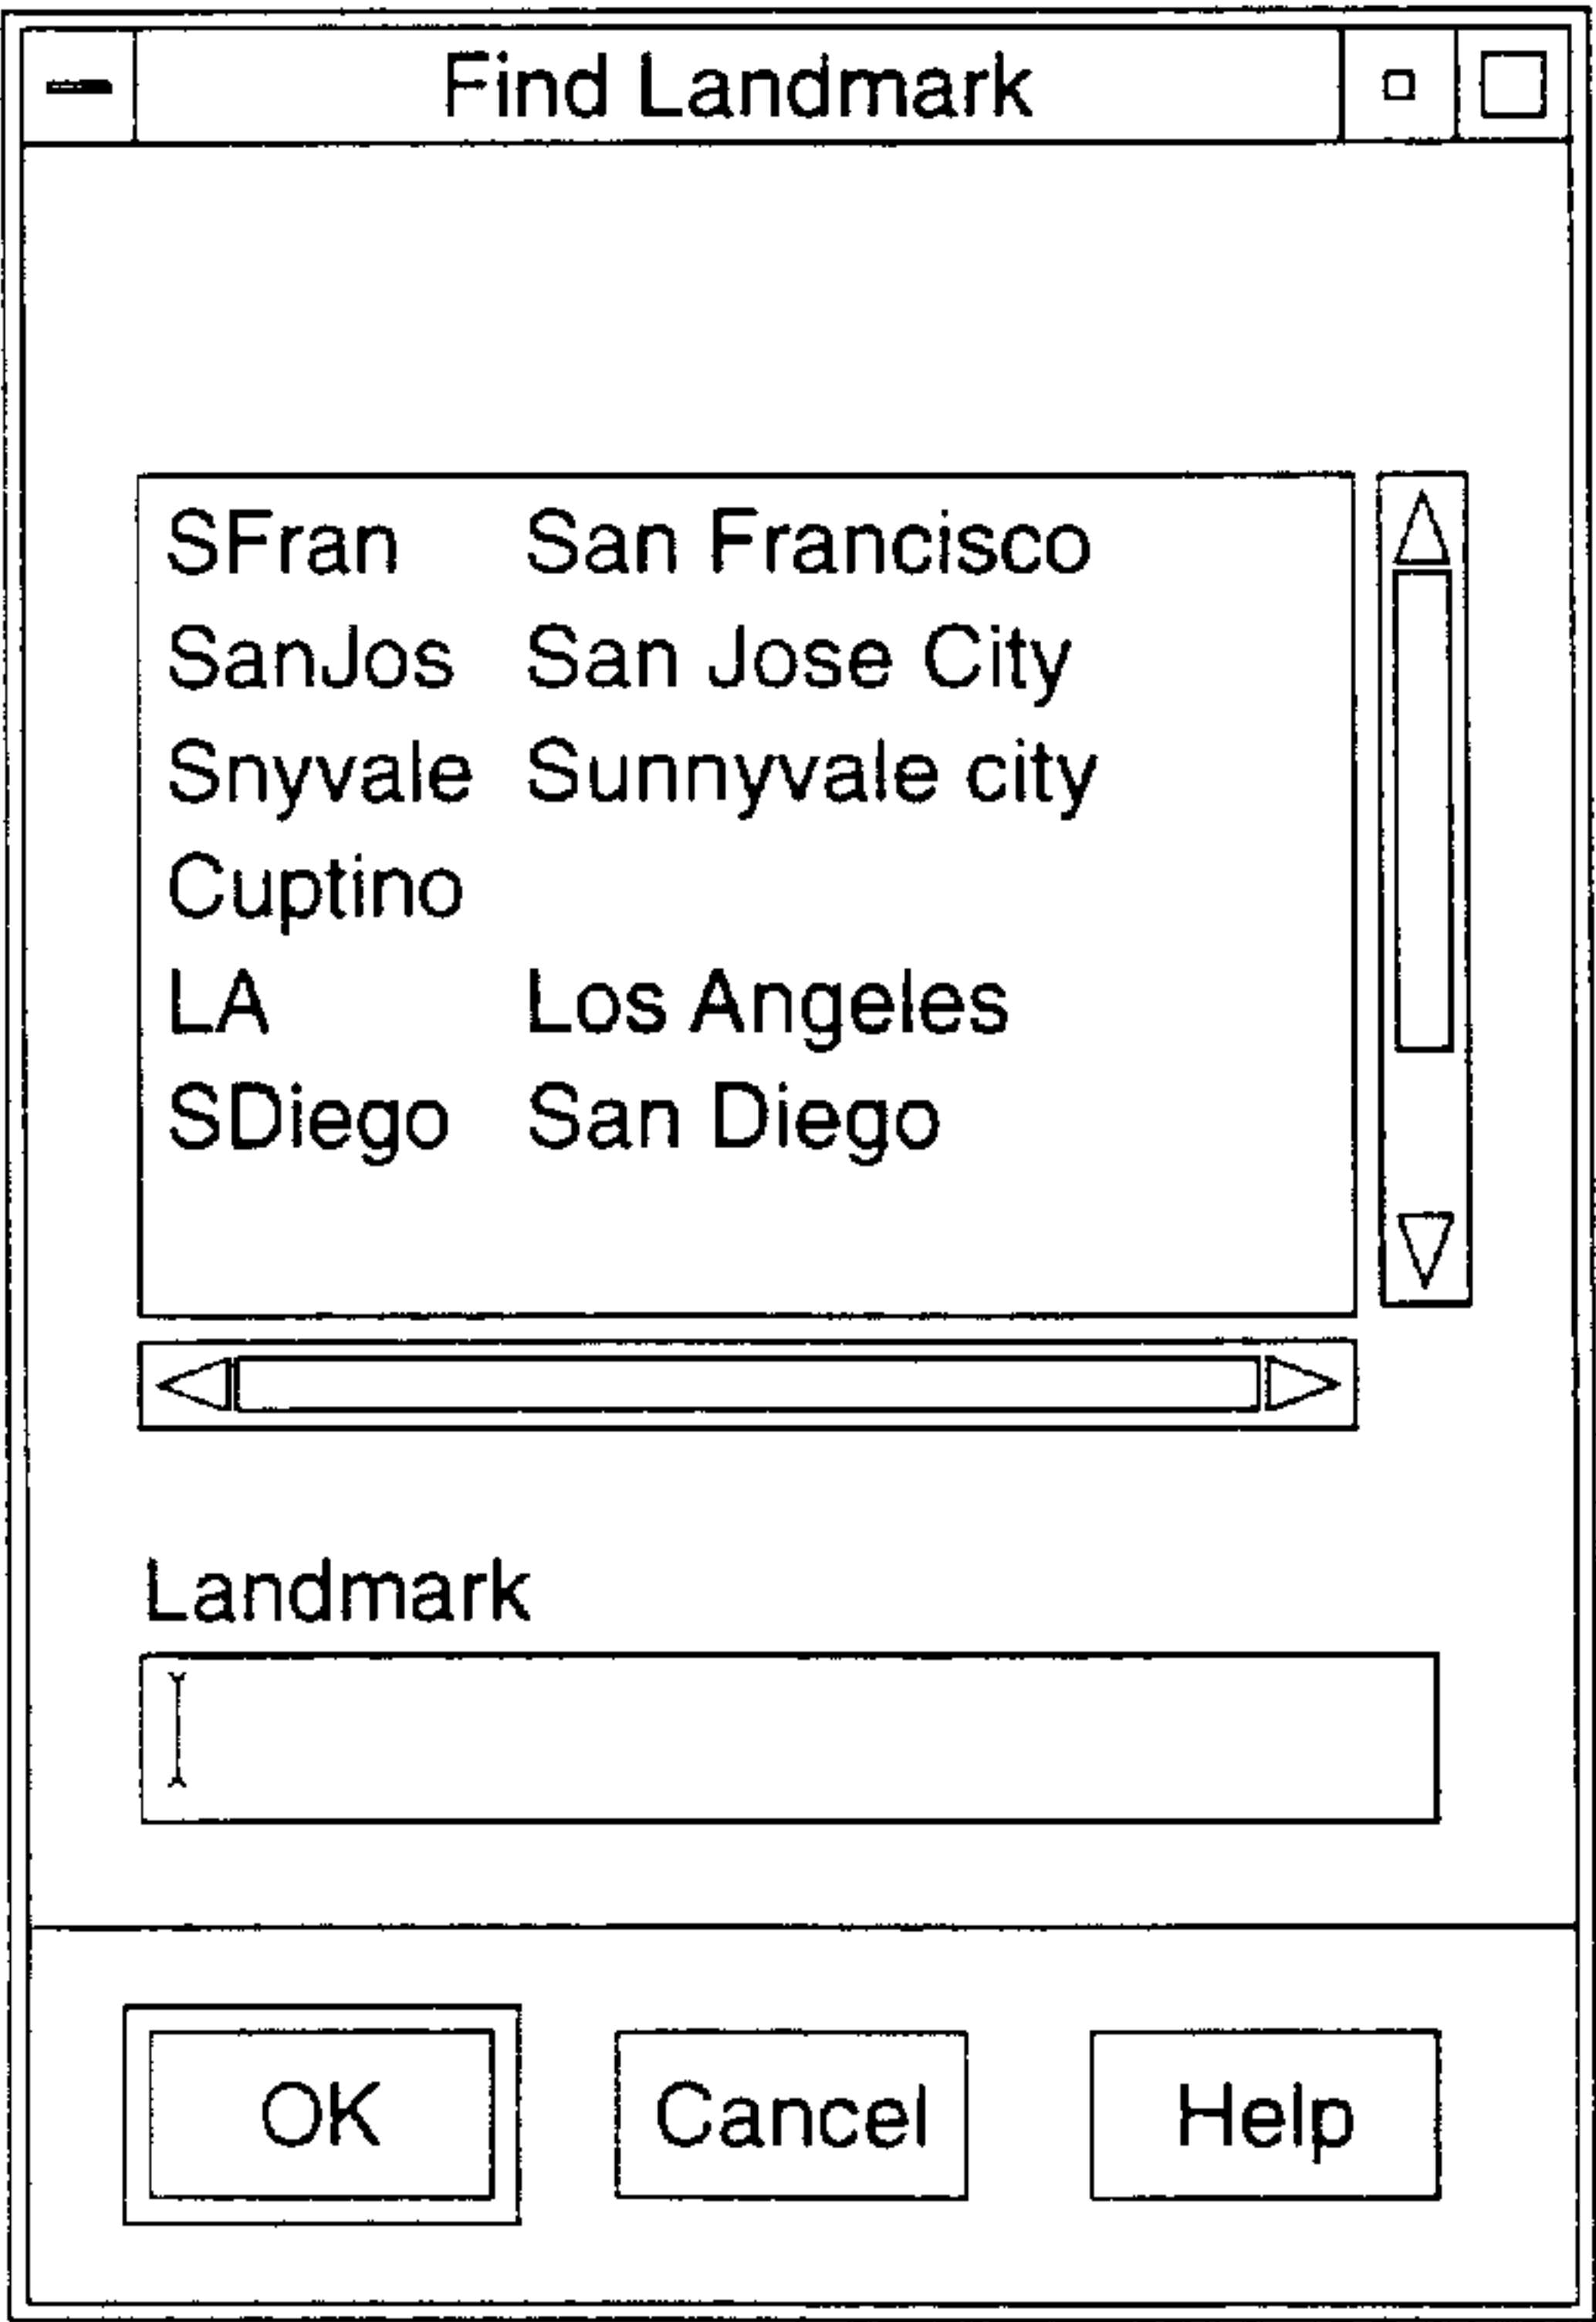 Find Landmark
SFran San Francisco
SanJos San Jose City
Snyvale Sunnyvale city
Cuptino
LA Los Angeles
SDiego San Diego
Landmark
OK Cancel Help